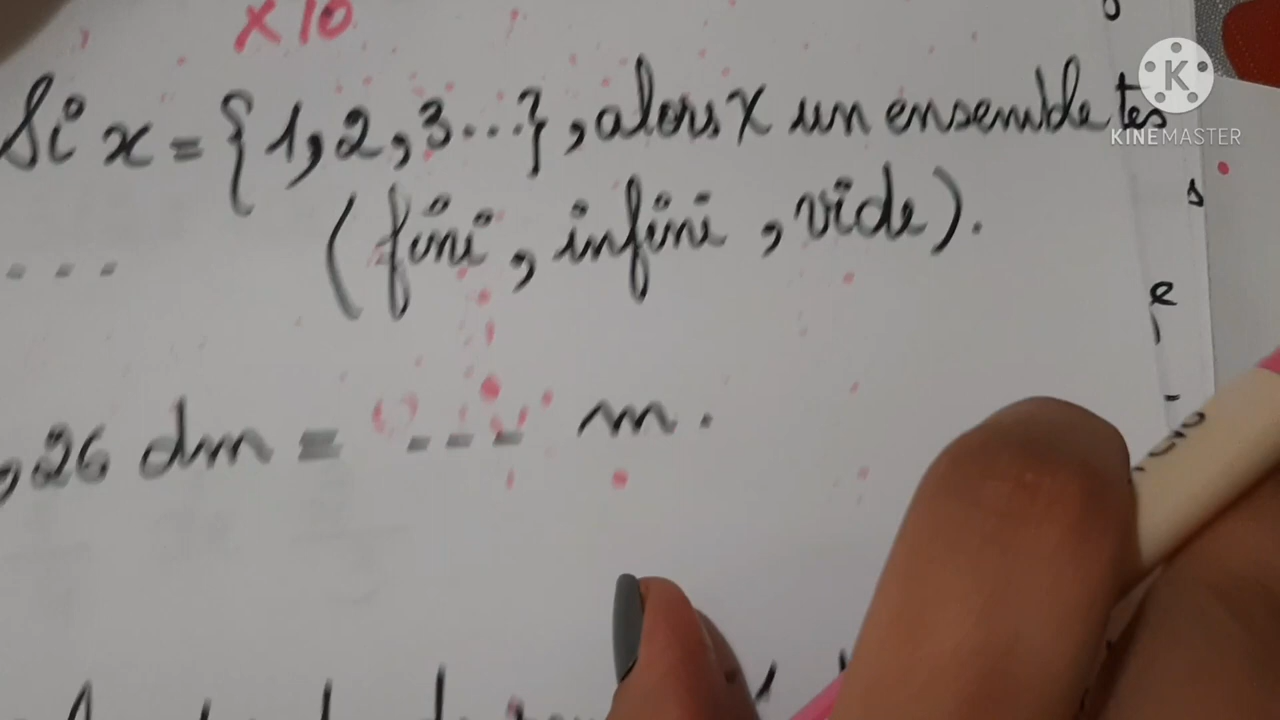 ×10
Si x = {1, 2, 3...}, alors X un ensemble
... (fini, infini, vide).
,26 dm = --- m.
KINEMASTER